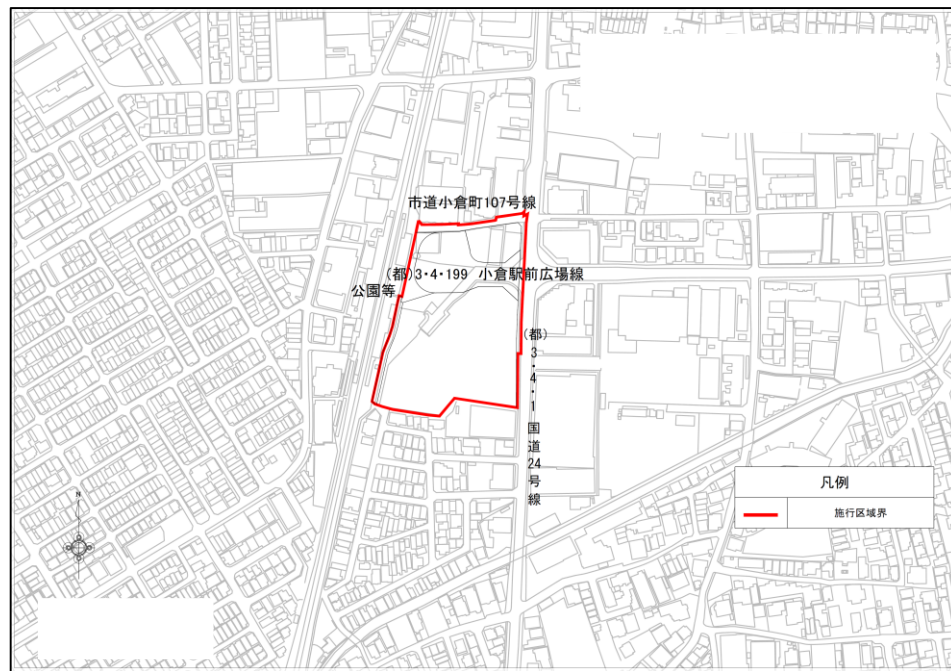 市道小倉町107号線
(都)3・4・199 小倉駅前広場線
公園等
(都)3・4・1 国道24号線
凡例
施行区域界
N